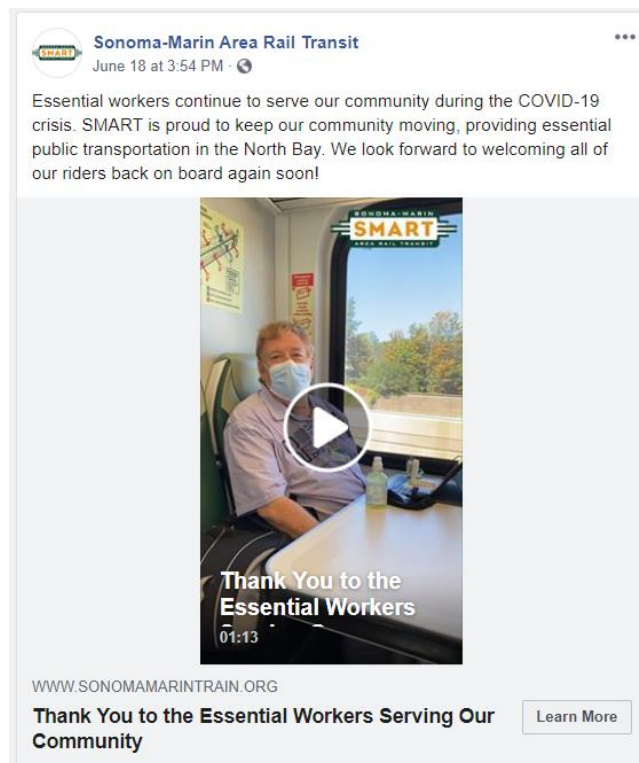 Sonoma-Marin Area Rail Transit
June 18 at 3:54 PM ·
Essential workers continue to serve our community during the COVID-19
crisis. SMART is proud to keep our community moving, providing essential
public transportation in the North Bay. We look forward to welcoming all of
our riders back on board again soon!
SONOMA-MARIN
SMART
AREA RAIL TRANSIT
Thank You to the
Essential Workers
01:13
WWW.SONOMAMARINTRAIN.ORG
Thank You to the Essential Workers Serving Our
Community
Learn More